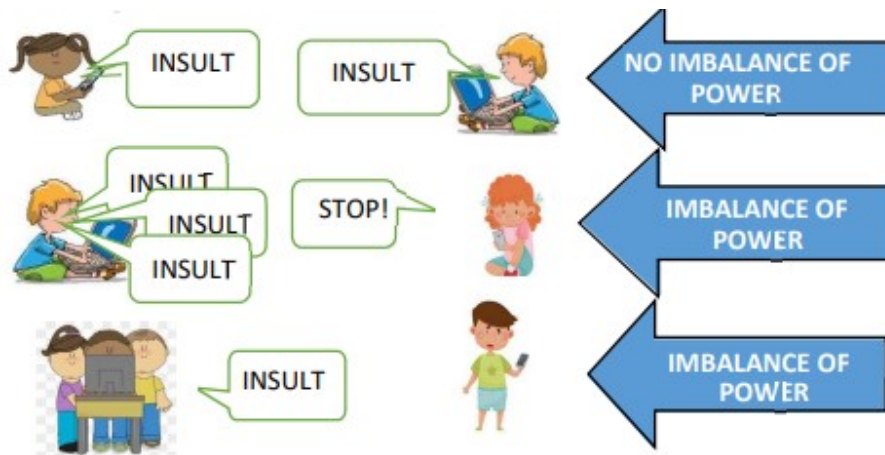 INSULT
INSULT
NO IMBALANCE OF
POWER
INSULT
INSULT
INSULT
STOP!
IMBALANCE OF
POWER
INSULT
IMBALANCE OF
POWER